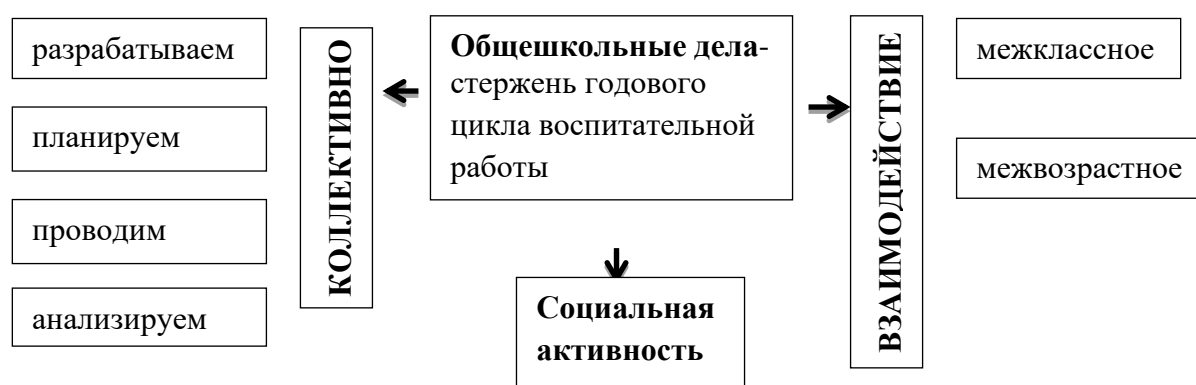 разрабатываем
планируем
проводим
анализируем
КОЛЛЕКТИВНО
Общешкольные дела-
стержень годового
цикла воспитательной
работы
Социальная
активность
ВЗАИМОДЕЙСТВИЕ
межклассное
межвозрастное